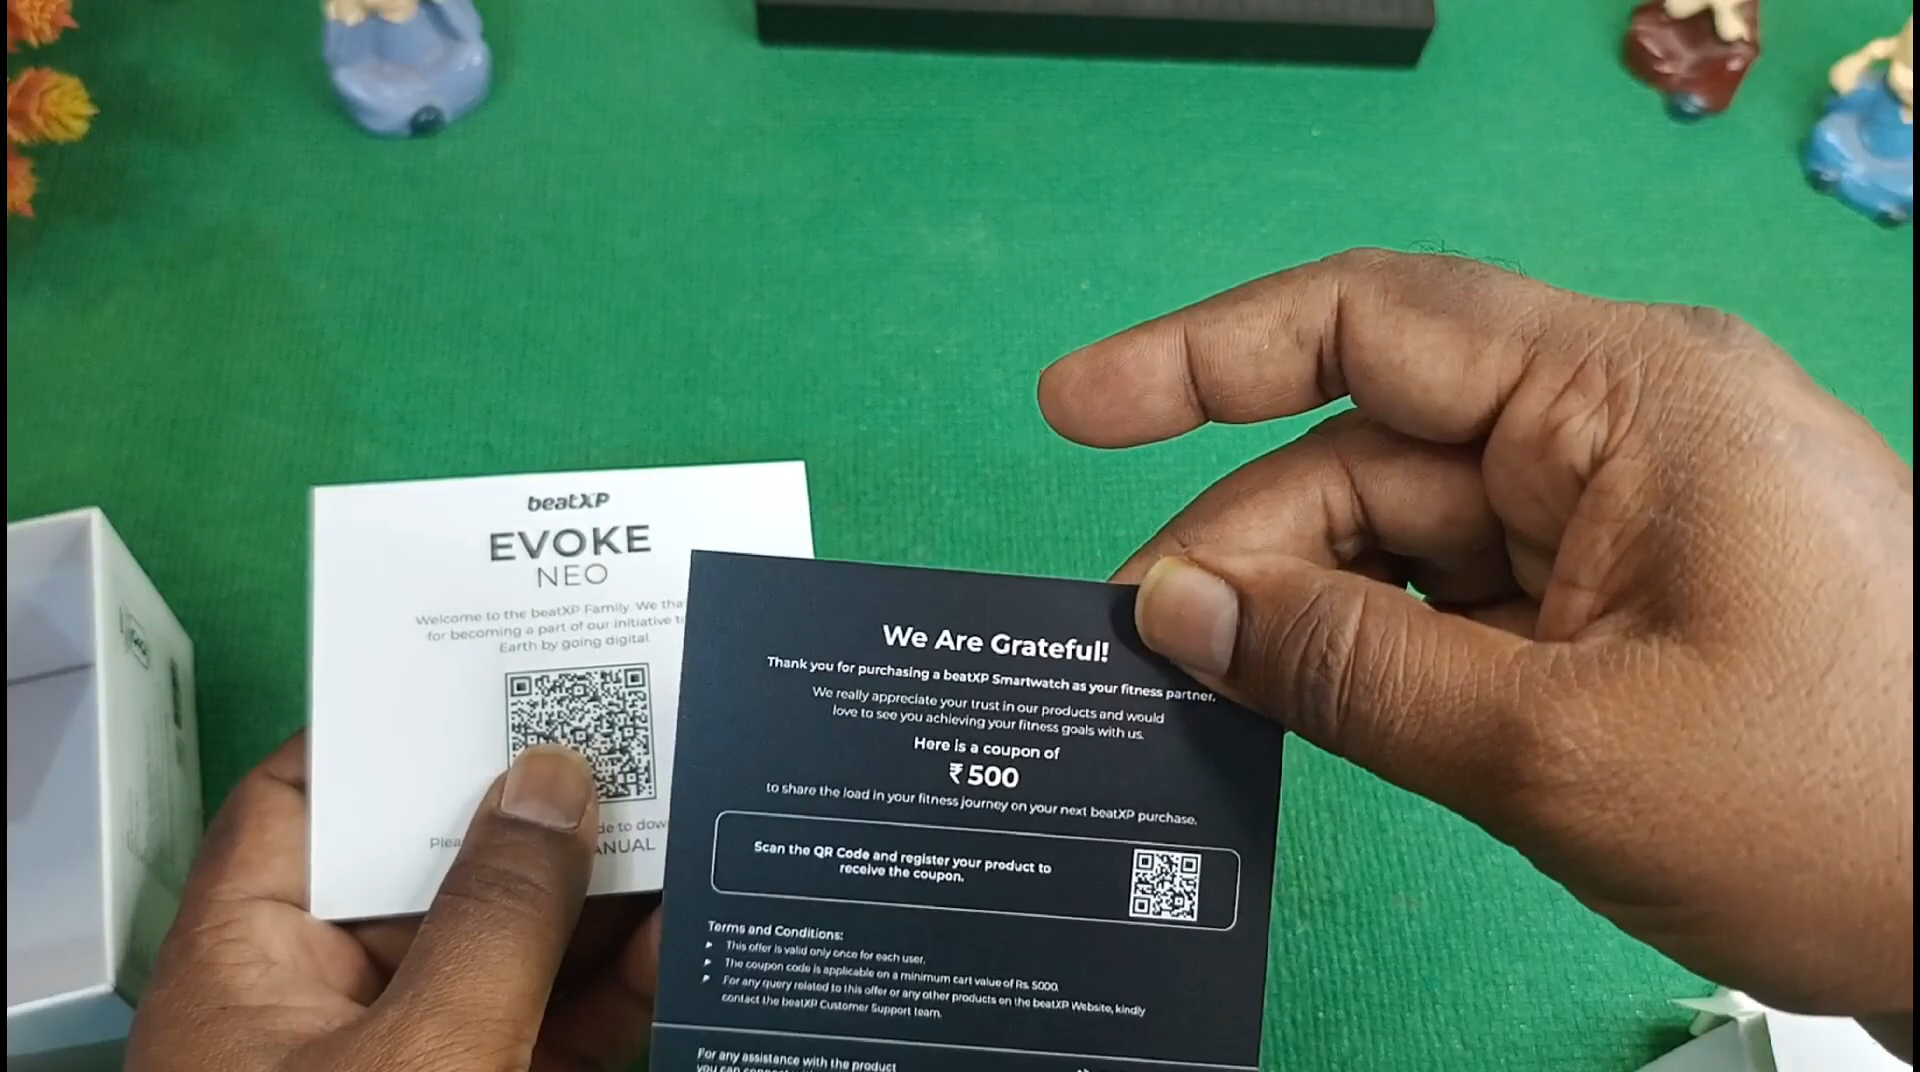 beatXP
EVOKE
NEO
Welcome to the beatXP Family. We
for becoming a part of our initiative
Earth by going digital
to
We Are Grateful!
Thank you for purchasing a beatXP Smartwatch as your fitness partner.
We really appreciate your trust in our products and would
love to see you achieving your fitness goals with us.
Here is a coupon of
₹ 500
to share the load in your fitness journey on your next beatXP purchase.
Scan the QR Code and register your product to
receive the coupon.
Terms and Conditions:
This offer is valid only once for each user.
The coupon code is applicable on a minimum cart value of Rs. 5000.
For any query related to this offer or any other products on the beatXP Website, kindly
contact the beatXP Customer Support team.
For any assistance with the product
you can